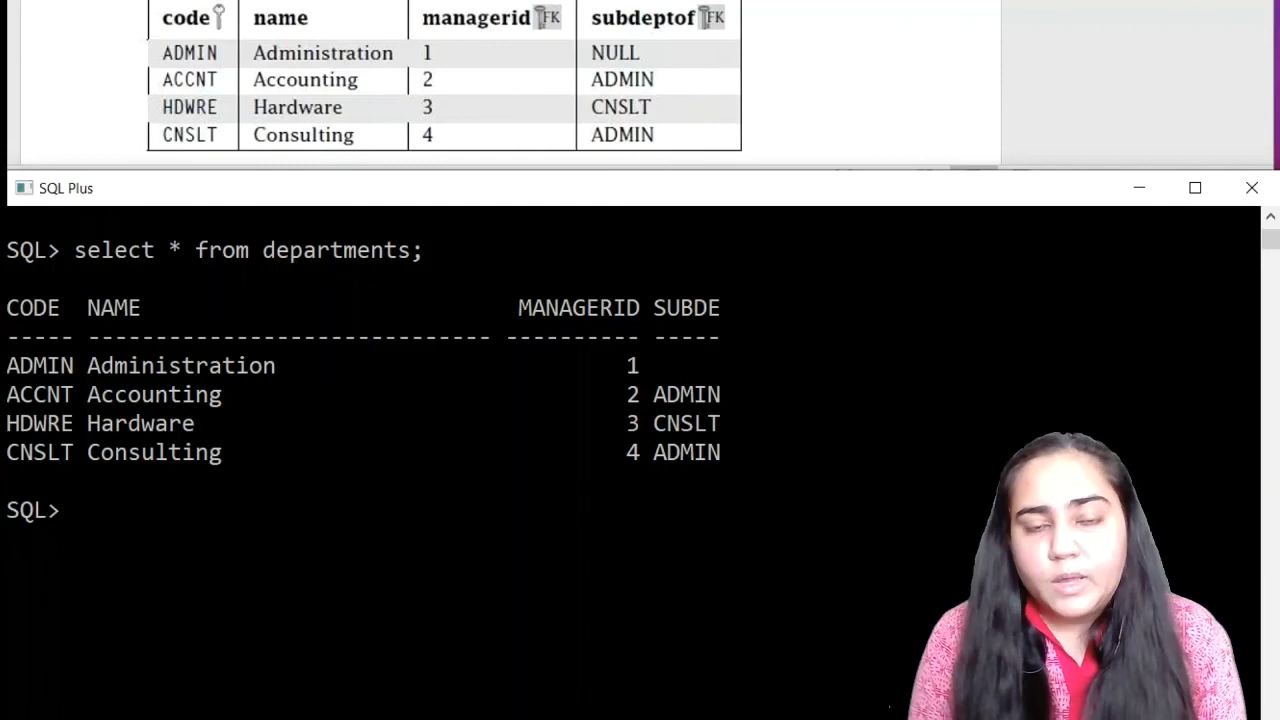 code name managerid FK subdeptof FK
ADMIN Administration 1 NULL
ACCNT Accounting 2 ADMIN
HDWRE Hardware 3 CNSLT
CNSLT Consulting 4 ADMIN
SQL Plus
SQL> select * from departments;
CODE NAME MANAGERID SUBDE
----- ------------------------------ ---------- -----
ADMIN Administration 1
ACCNT Accounting 2 ADMIN
HDWRE Hardware 3 CNSLT
CNSLT Consulting 4 ADMIN
SQL>